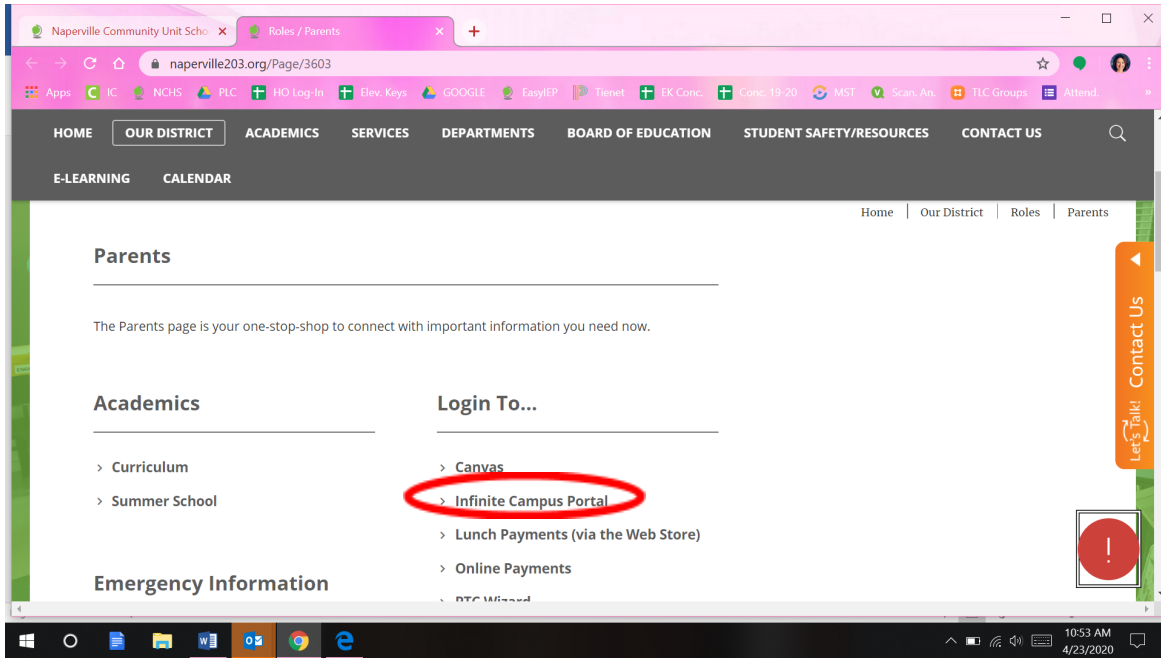 Naperville Community Unit Scho
Roles / Parents
naperville203.org/Page/3603
Apps IC NCHS PLC HO Log-In Elev. Keys GOOGLE EasyIEP Tienet EK Conc. Conc. 19-20 MST Scan. An. TLC Groups Attend. »
HOME OUR DISTRICT ACADEMICS SERVICES DEPARTMENTS BOARD OF EDUCATION STUDENT SAFETY/RESOURCES CONTACT US
E-LEARNING CALENDAR
Home | Our District | Roles | Parents
Parents
The Parents page is your one-stop-shop to connect with important information you need now.
Let's Talk! Contact Us
Academics
> Curriculum
> Summer School
Emergency Information
Login To...
> Canvas
> Infinite Campus Portal
> Lunch Payments (via the Web Store)
> Online Payments
> PTC Wizard
!
10:53 AM
4/23/2020